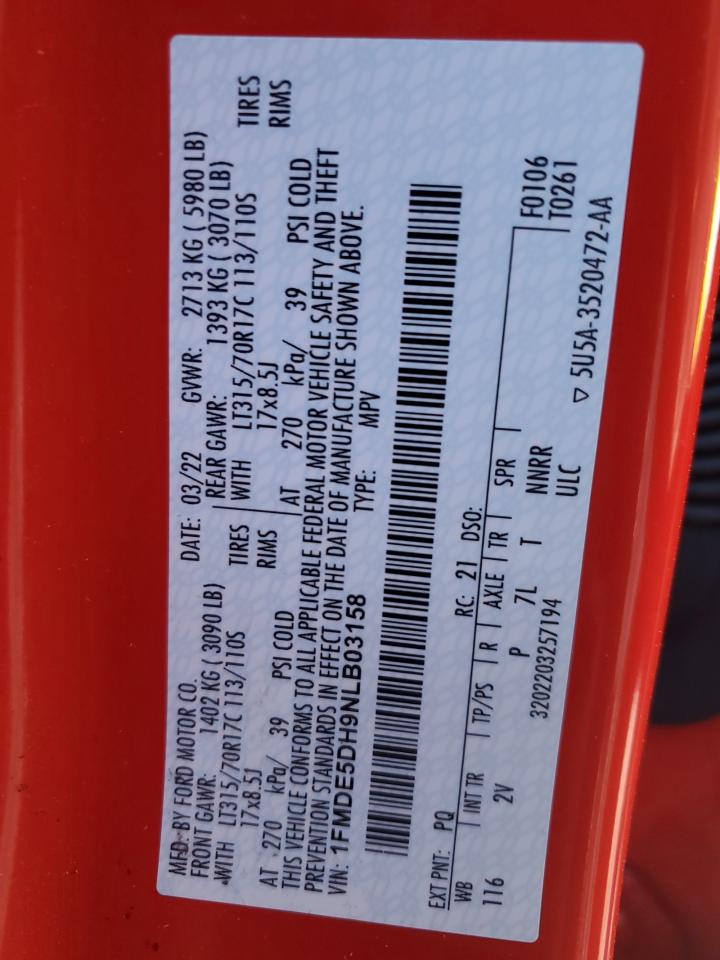 MFD. BY FORD MOTOR CO. DATE: 03/22 GVWR: 2713 KG ( 5980 LB)
FRONT GAWR: 1402 KG ( 3090 LB) REAR GAWR: 1393 KG ( 3070 LB)
WITH LT315/70R17C 113/110S TIRES WITH LT315/70R17C 113/110S TIRES
17x8.5J RIMS 17x8.5J RIMS
AT 270 kPa/ 39 PSI COLD AT 270 kPa/ 39 PSI COLD
THIS VEHICLE CONFORMS TO ALL APPLICABLE FEDERAL MOTOR VEHICLE SAFETY AND THEFT
PREVENTION STANDARDS IN EFFECT ON THE DATE OF MANUFACTURE SHOWN ABOVE.
VIN: 1FMDE5DH9NLB03158 TYPE: MPV
EXT PNT: PQ RC: 21 DSO:
WB INT TR TP/PS R AXLE TR SPR F0106
116 2V P 7L T NNRR T0261
3202203257194 ULC
▽ 5U5A-3520472-AA